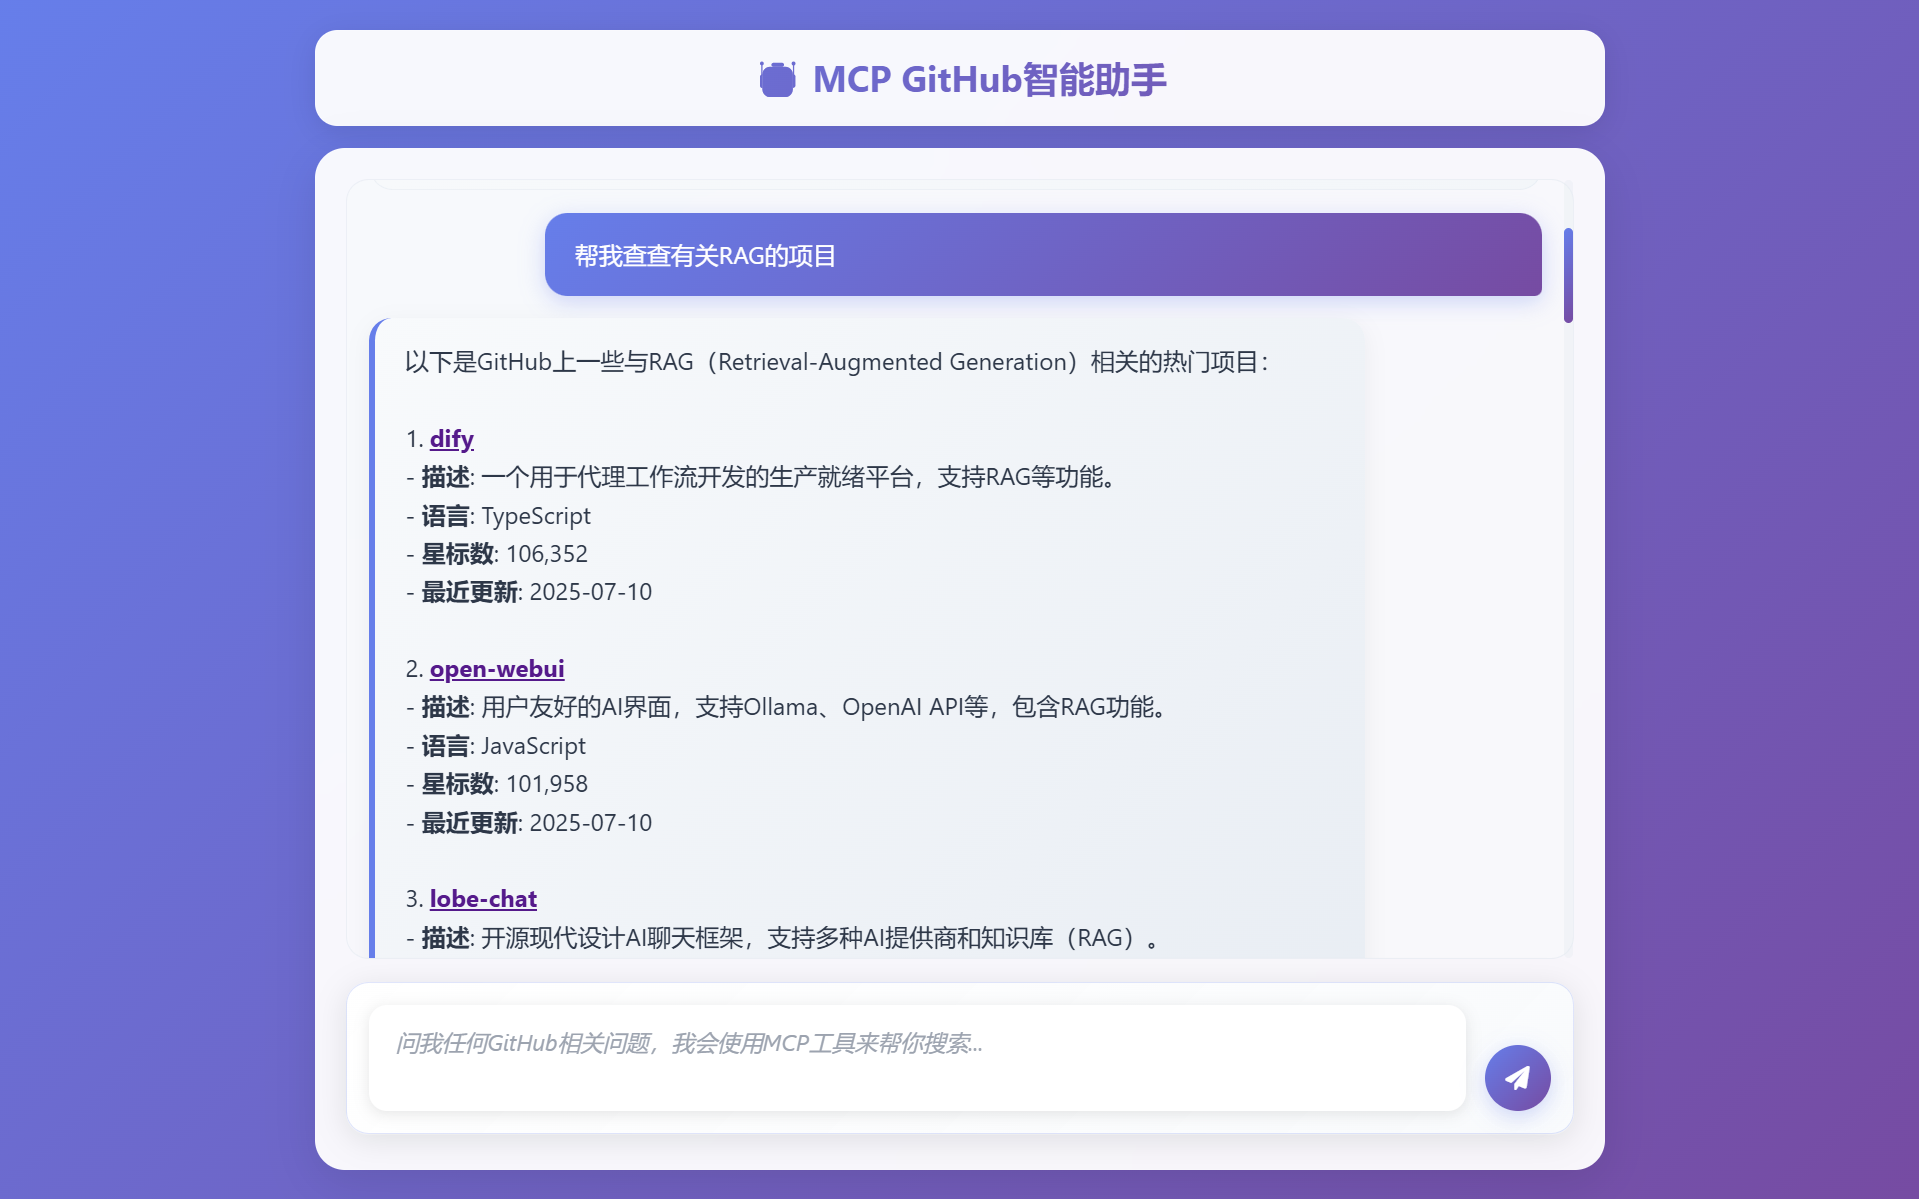 MCP GitHub智能助手
帮我查查有关RAG的项目
以下是GitHub上一些与RAG（Retrieval-Augmented Generation）相关的热门项目：
1. dify
- 描述: 一个用于代理工作流开发的生产就绪平台，支持RAG等功能。
- 语言: TypeScript
- 星标数: 106,352
- 最近更新: 2025-07-10
2. open-webui
- 描述: 用户友好的AI界面，支持Ollama、OpenAI API等，包含RAG功能。
- 语言: JavaScript
- 星标数: 101,958
- 最近更新: 2025-07-10
3. lobe-chat
- 描述: 开源现代设计AI聊天框架，支持多种AI提供商和知识库（RAG）。
问我任何GitHub相关问题，我会使用MCP工具来帮你搜索...